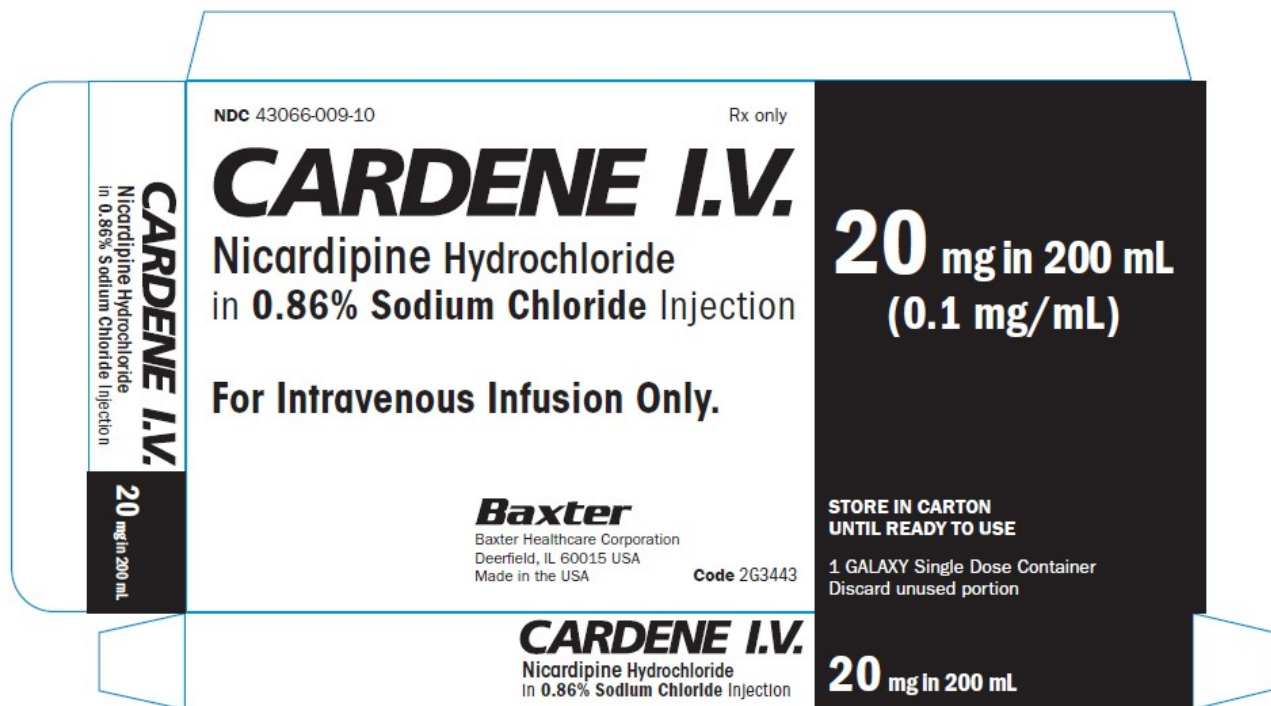 NDC 43066-009-10
Rx only
CARDENE I.V.
Nicardipine Hydrochloride
in 0.86% Sodium Chloride Injection
For Intravenous Infusion Only.
Baxter
Baxter Healthcare Corporation
Deerfield, IL 60015 USA
Made in the USA
Code 2G3443
20 mg in 200 mL
(0.1 mg/mL)
STORE IN CARTON
UNTIL READY TO USE
1 GALAXY Single Dose Container
Discard unused portion
CARDENE I.V.
Nicardipine Hydrochloride
in 0.86% Sodium Chloride Injection
20 mg in 200 mL
CARDENE I.V.
Nicardipine Hydrochloride
in 0.86% Sodium Chloride Injection
20 mg in 200 mL